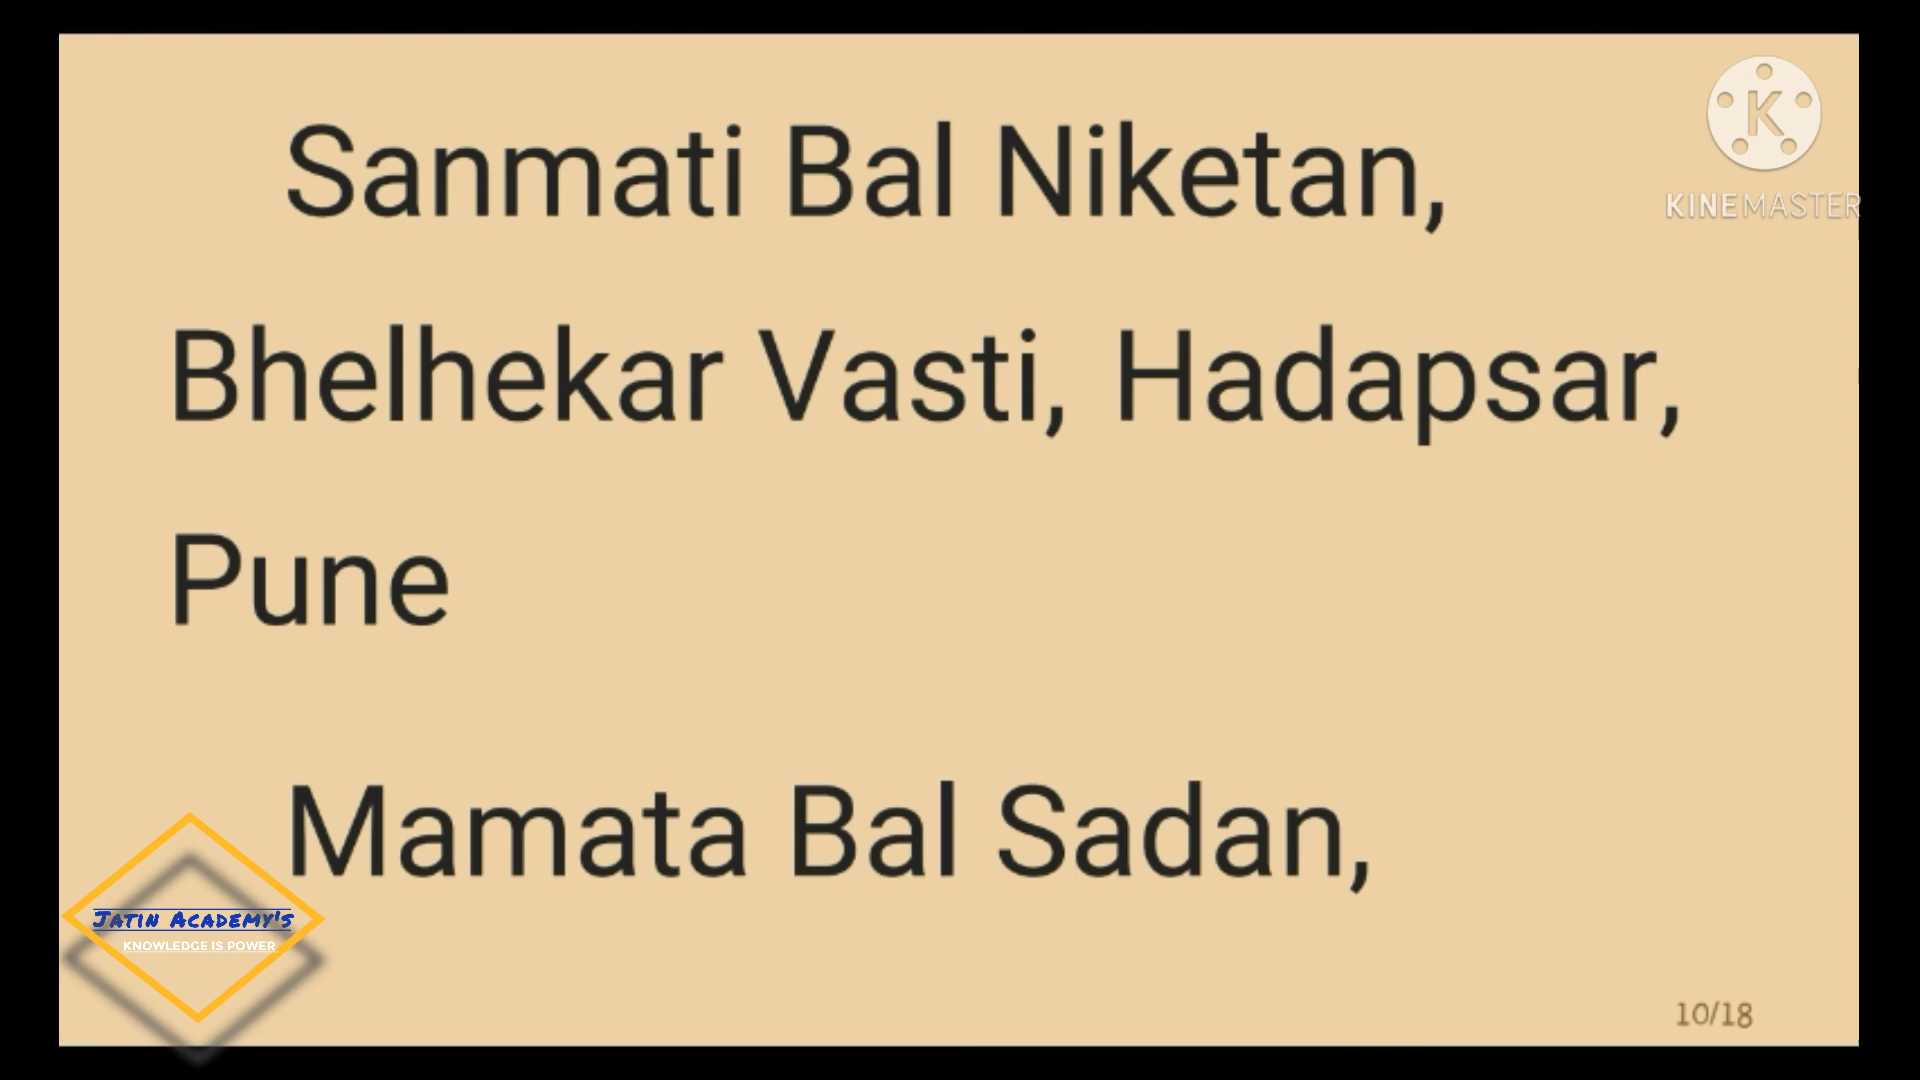 K
KINEMASTER
Sanmati Bal Niketan,
Bhelhekar Vasti, Hadapsar,
Pune
Mamata Bal Sadan,
Jatin Academy's
KNOWLEDGE IS POWER
10/18